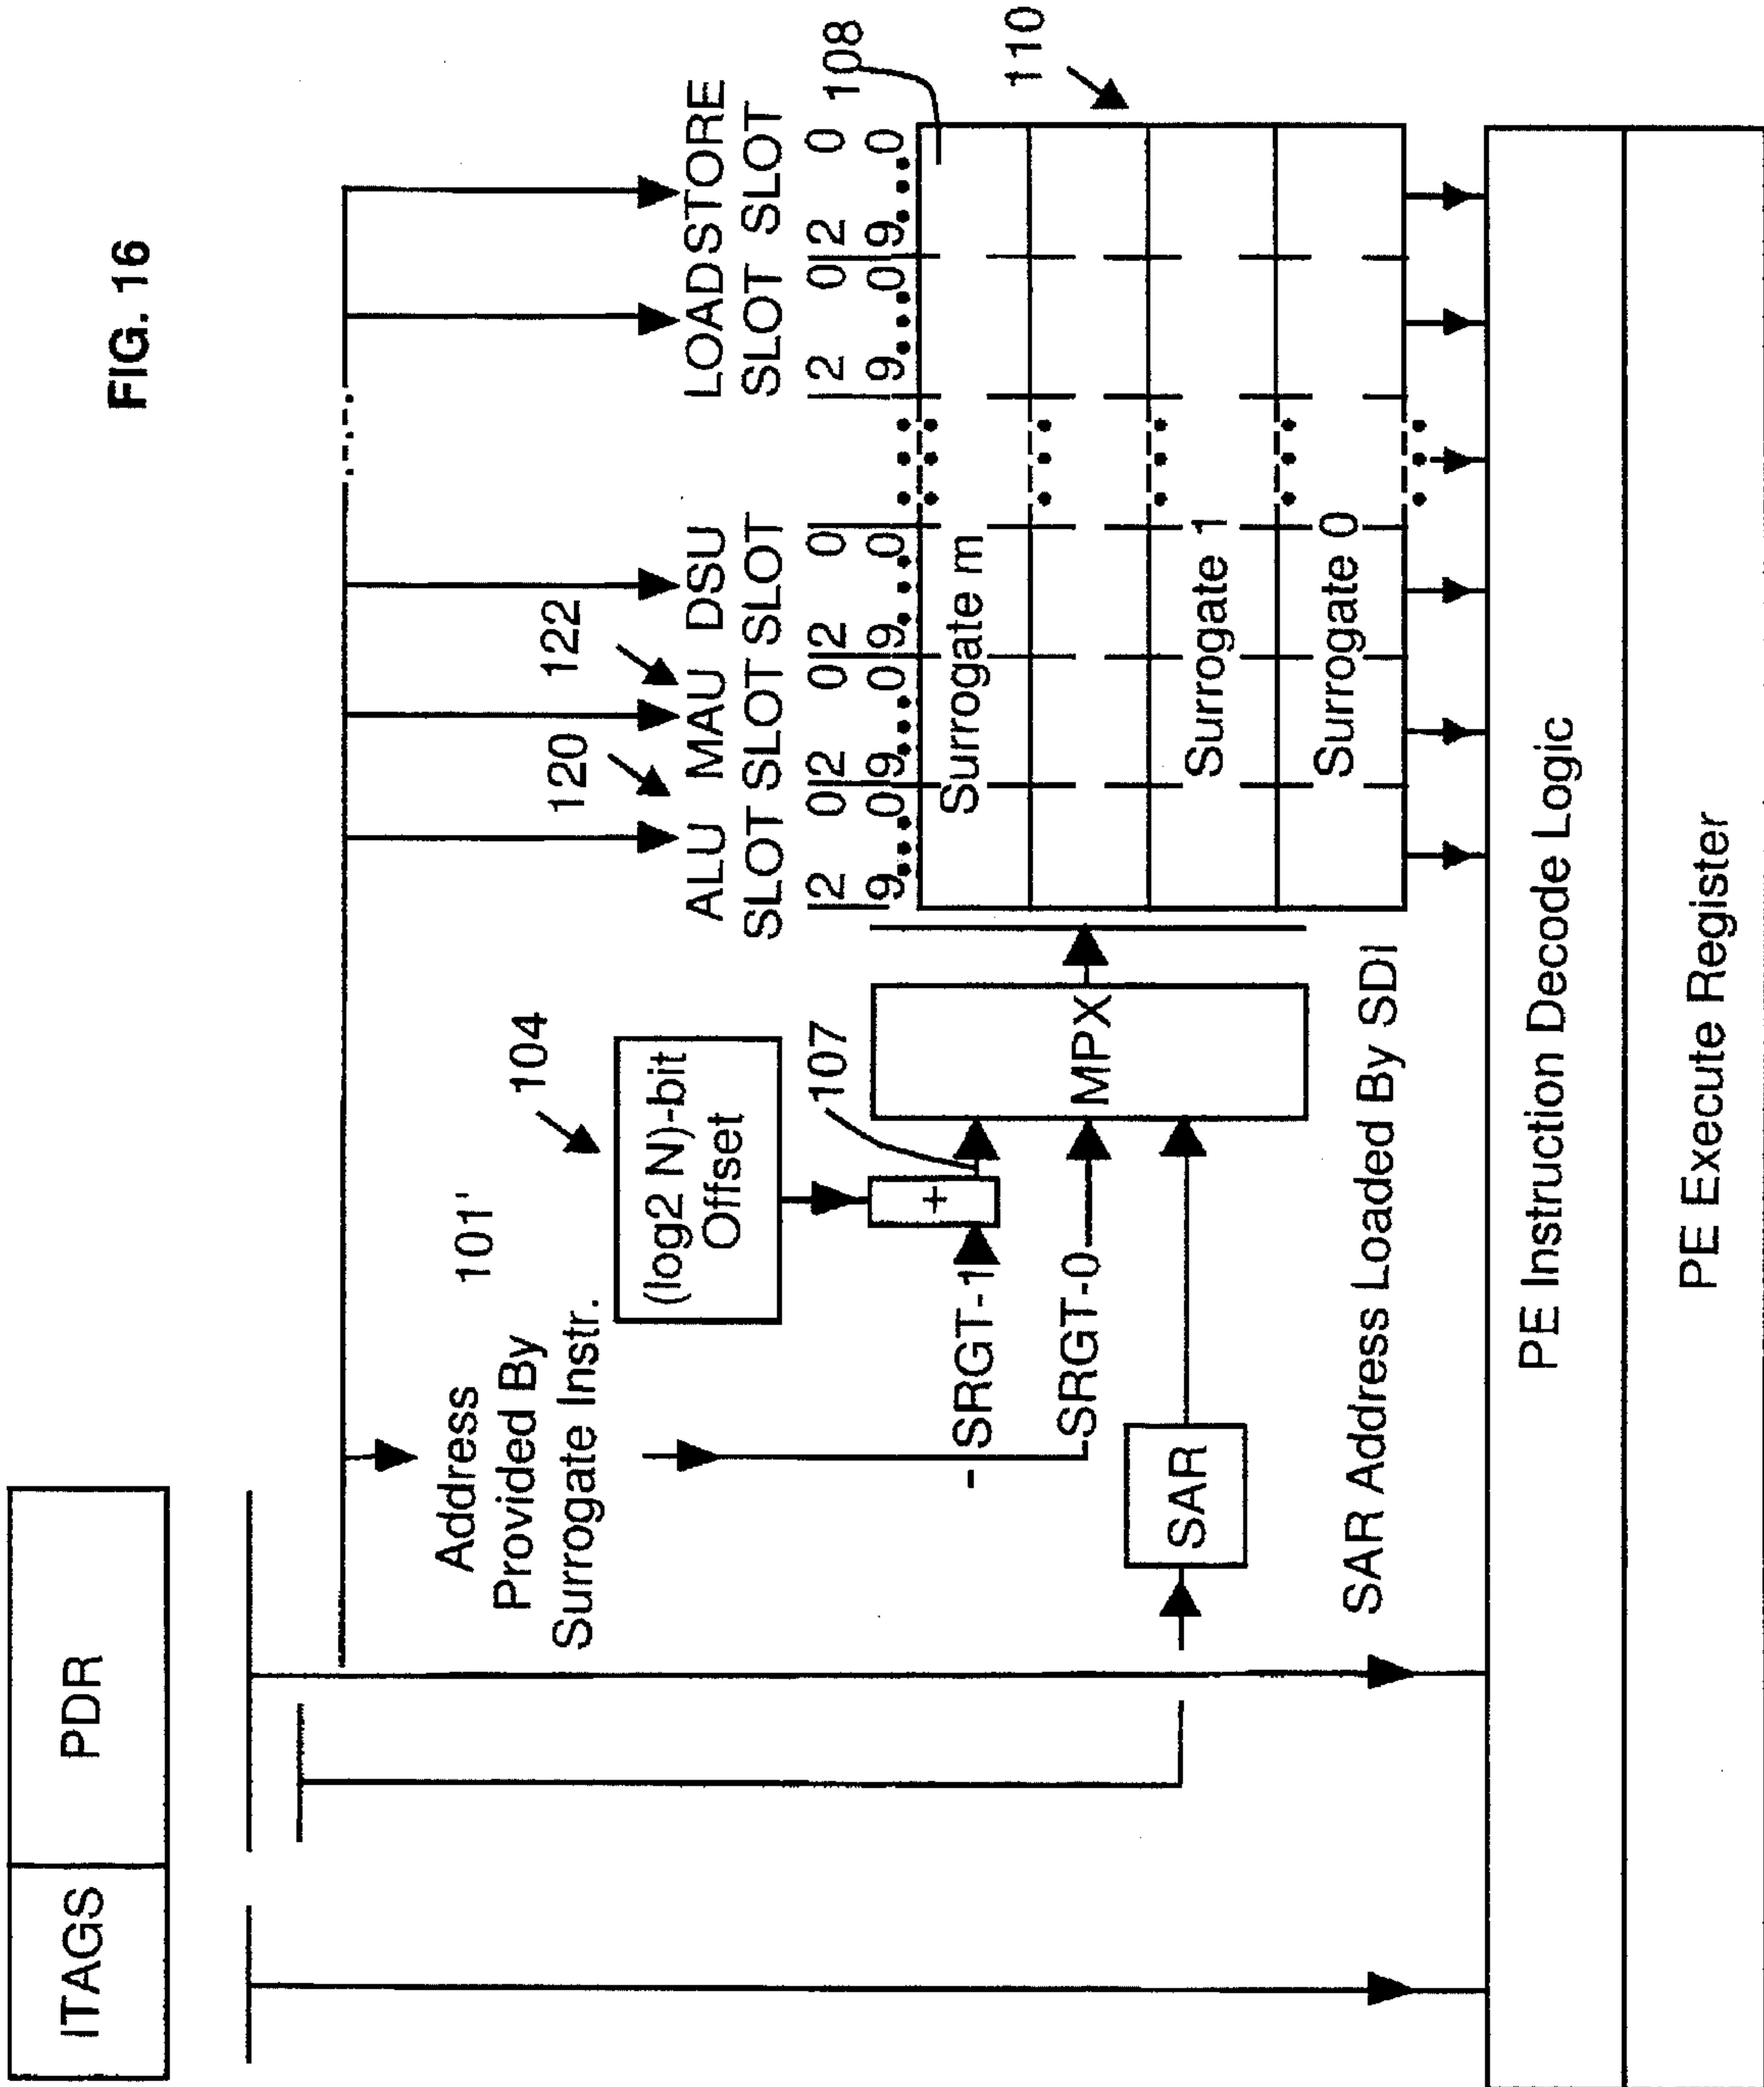 FIG. 16
ITAGS
PDR
Address
Provided By
Surrogate Instr.
101'
104
(log2 N)-bit
Offset
120
122
ALU MAU DSU
SLOT SLOT SLOT
LOAD STORE
SLOT SLOT
2 0 2 0 2 0 2 0 2 0
9...0 9...0 9...0 9...0 9...0
108
110
107
+
SRGT-1
SRGT-0
SAR
MPX
SAR Address Loaded By SDI
Surrogate m
Surrogate 1
Surrogate 0
PE Instruction Decode Logic
PE Execute Register